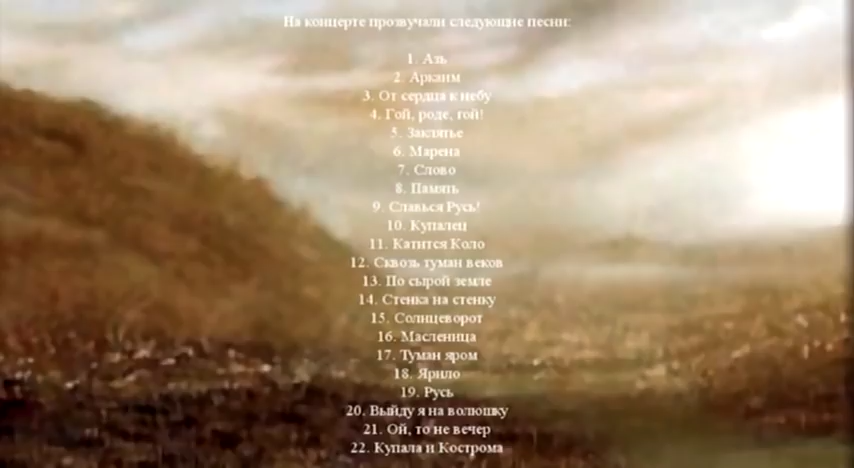 На концерте прозвучали следующие песни:
1. Азъ
2. Аркаим
3. От сердца к небу
4. Гой, роде, гой!
5. Заклятье
6. Марена
7. Слово
8. Память
9. Славься Русь!
10. Купалец
11. Катится Коло
12. Сквозь туман веков
13. По сырой земле
14. Стенка на стенку
15. Солнцеворот
16. Масленица
17. Туман яром
18. Ярило
19. Русь
20. Выйду я на волюшку
21. Ой, то не вечер
22. Купала и Кострома